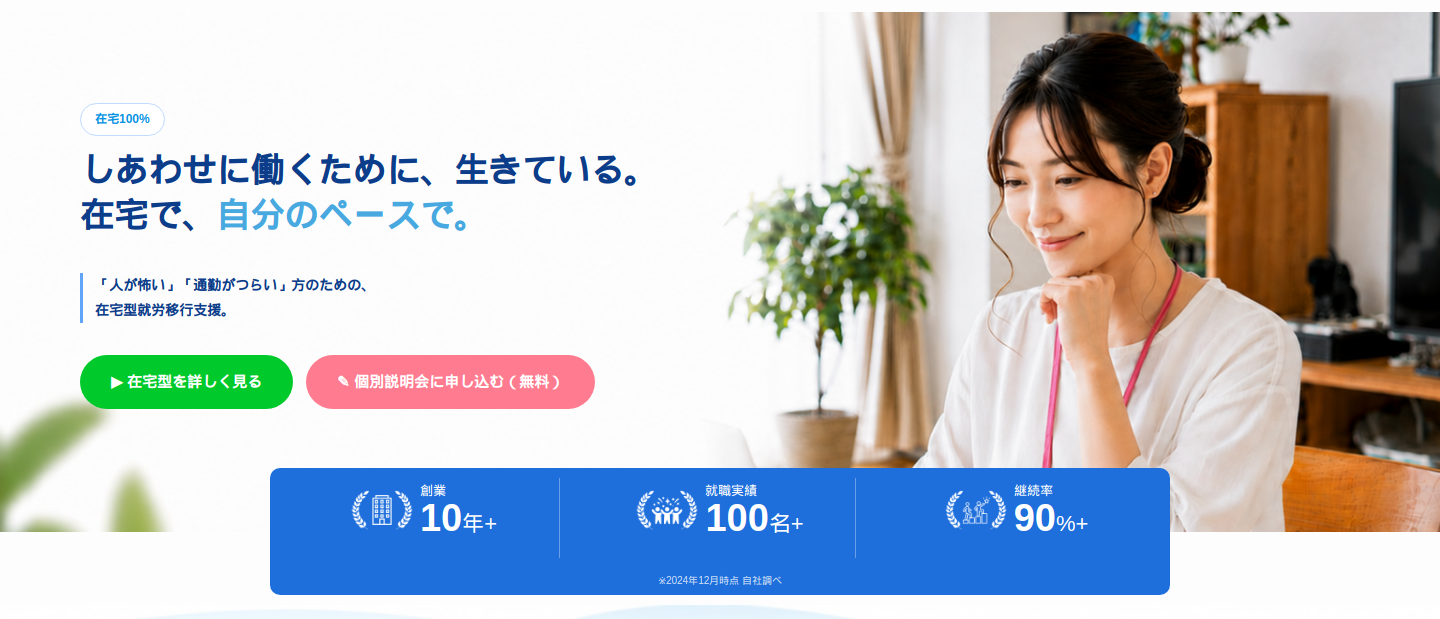 在宅100%
しあわせに働くために、生きている。
在宅で、自分のペースで。
「人が怖い」「通勤がつらい」方のための、
在宅型就労移行支援。
▶ 在宅型を詳しく見る
✎ 個別説明会に申し込む（無料）
創業
10年+
就職実績
100名+
継続率
90%+
※2024年12月時点 自社調べ